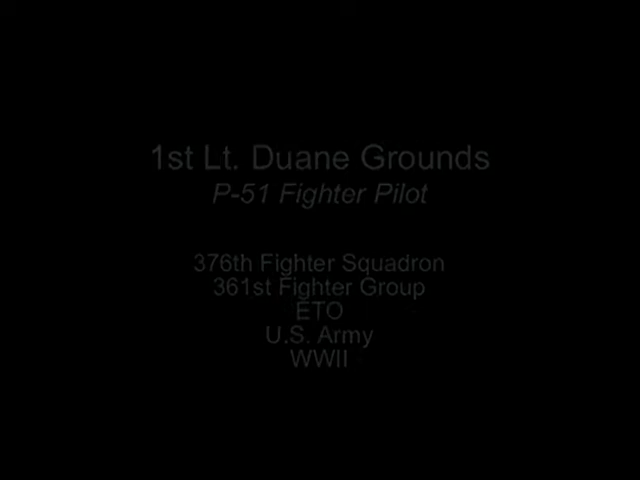 1st Lt. Duane Grounds
P-51 Fighter Pilot
376th Fighter Squadron
361st Fighter Group
ETO
U.S. Army
WWII